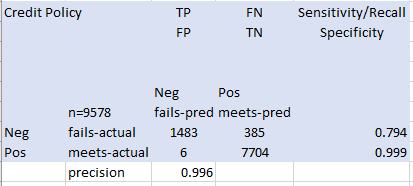 Credit Policy TP FN Sensitivity/Recall
FP TN Specificity
Neg Pos
n=9578 fails-pred meets-pred
Neg fails-actual 1483 385 0.794
Pos meets-actual 6 7704 0.999
precision 0.996